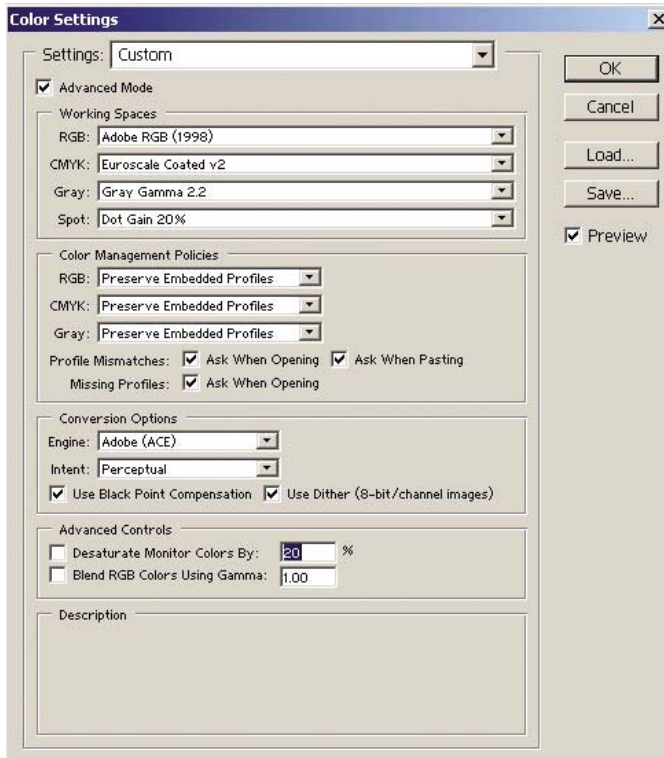 Color Settings
Settings: Custom
Advanced Mode
Working Spaces
RGB: Adobe RGB (1998)
CMYK: Euroscale Coated v2
Gray: Gray Gamma 2.2
Spot: Dot Gain 20%
Color Management Policies
RGB: Preserve Embedded Profiles
CMYK: Preserve Embedded Profiles
Gray: Preserve Embedded Profiles
Profile Mismatches: Ask When Opening Ask When Pasting
Missing Profiles: Ask When Opening
Conversion Options
Engine: Adobe (ACE)
Intent: Perceptual
Use Black Point Compensation Use Dither (8-bit/channel images)
Advanced Controls
Desaturate Monitor Colors By: 20 %
Blend RGB Colors Using Gamma: 1.00
Description
OK
Cancel
Load...
Save...
Preview